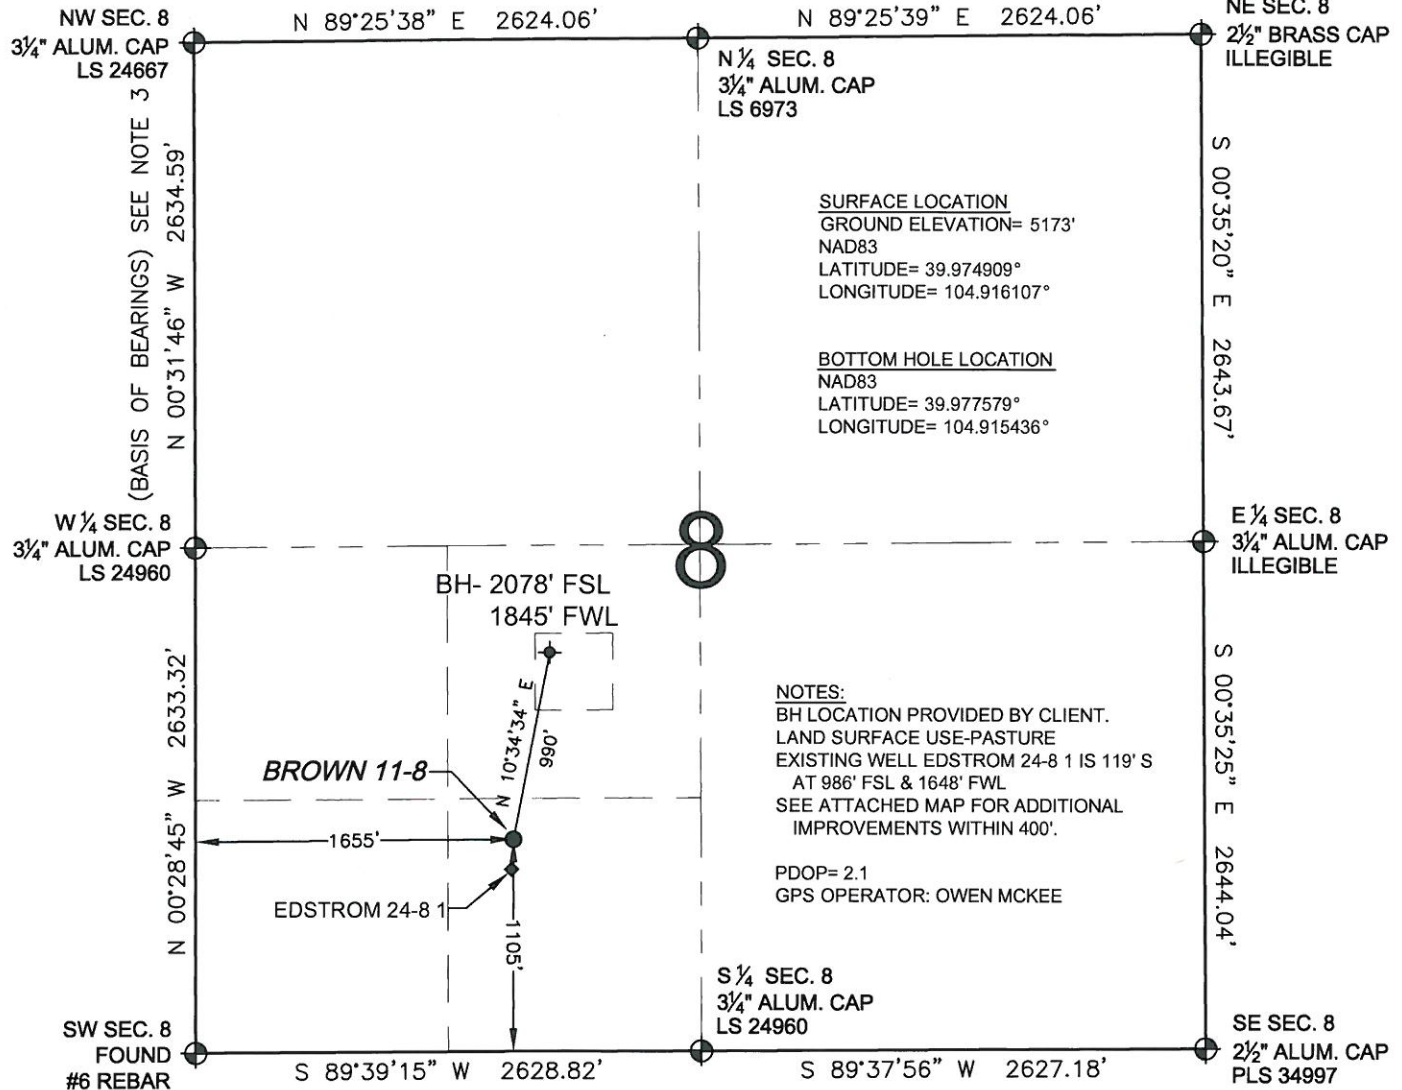 NW SEC. 8
3¼" ALUM. CAP
LS 24667
N 89°25'38" E 2624.06'
N 89°25'39" E 2624.06'
NE SEC. 8
2½" BRASS CAP
ILLEGIBLE
N ¼ SEC. 8
3¼" ALUM. CAP
LS 6973
(BASIS OF BEARINGS) SEE NOTE 3
N 00°31'46" W 2634.59'
S 00°35'20" E 2643.67'
SURFACE LOCATION
GROUND ELEVATION= 5173'
NAD83
LATITUDE= 39.974909°
LONGITUDE= 104.916107°
BOTTOM HOLE LOCATION
NAD83
LATITUDE= 39.977579°
LONGITUDE= 104.915436°
W ¼ SEC. 8
3¼" ALUM. CAP
LS 24960
8
E ¼ SEC. 8
3¼" ALUM. CAP
ILLEGIBLE
BH- 2078' FSL
1845' FWL
N 10°34'34" E
990'
BROWN 11-8
1655'
EDSTROM 24-8 1
1105'
N 00°28'45" W 2633.32'
S 00°35'25" E 2644.04'
NOTES:
BH LOCATION PROVIDED BY CLIENT.
LAND SURFACE USE-PASTURE
EXISTING WELL EDSTROM 24-8 1 IS 119' S
AT 986' FSL & 1648' FWL
SEE ATTACHED MAP FOR ADDITIONAL
IMPROVEMENTS WITHIN 400'.
PDOP= 2.1
GPS OPERATOR: OWEN MCKEE
S ¼ SEC. 8
3¼" ALUM. CAP
LS 24960
SW SEC. 8
FOUND
#6 REBAR
S 89°39'15" W 2628.82'
S 89°37'56" W 2627.18'
SE SEC. 8
2½" ALUM. CAP
PLS 34997